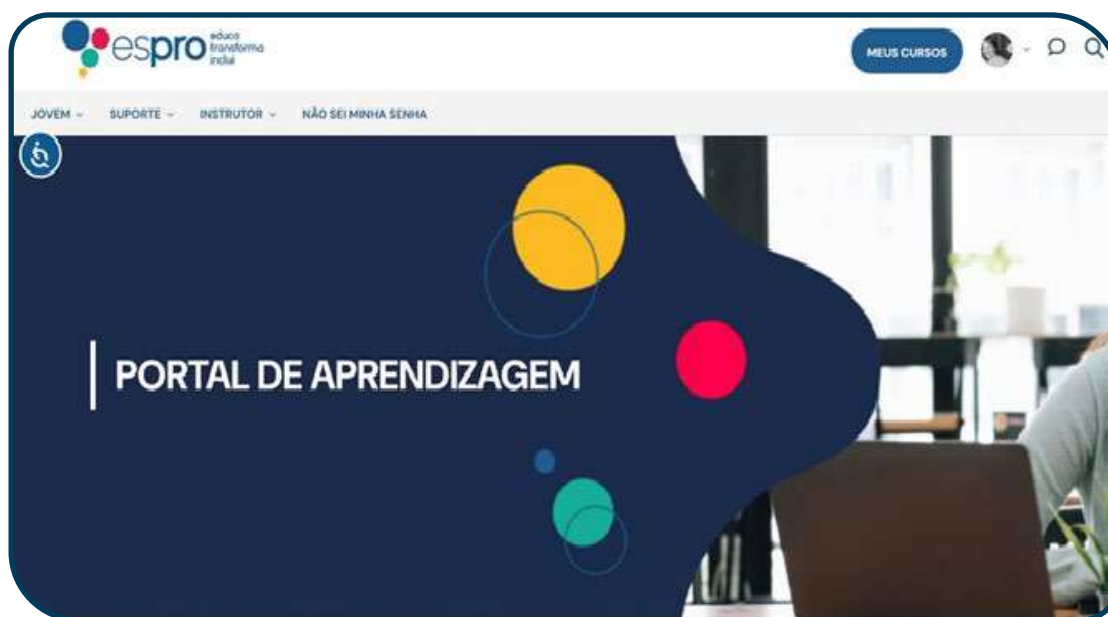 espro
educa
transforma
inclui
MEUS CURSOS
JOVEM
SUPORTE
INSTRUTOR
NÃO SEI MINHA SENHA
PORTAL DE APRENDIZAGEM